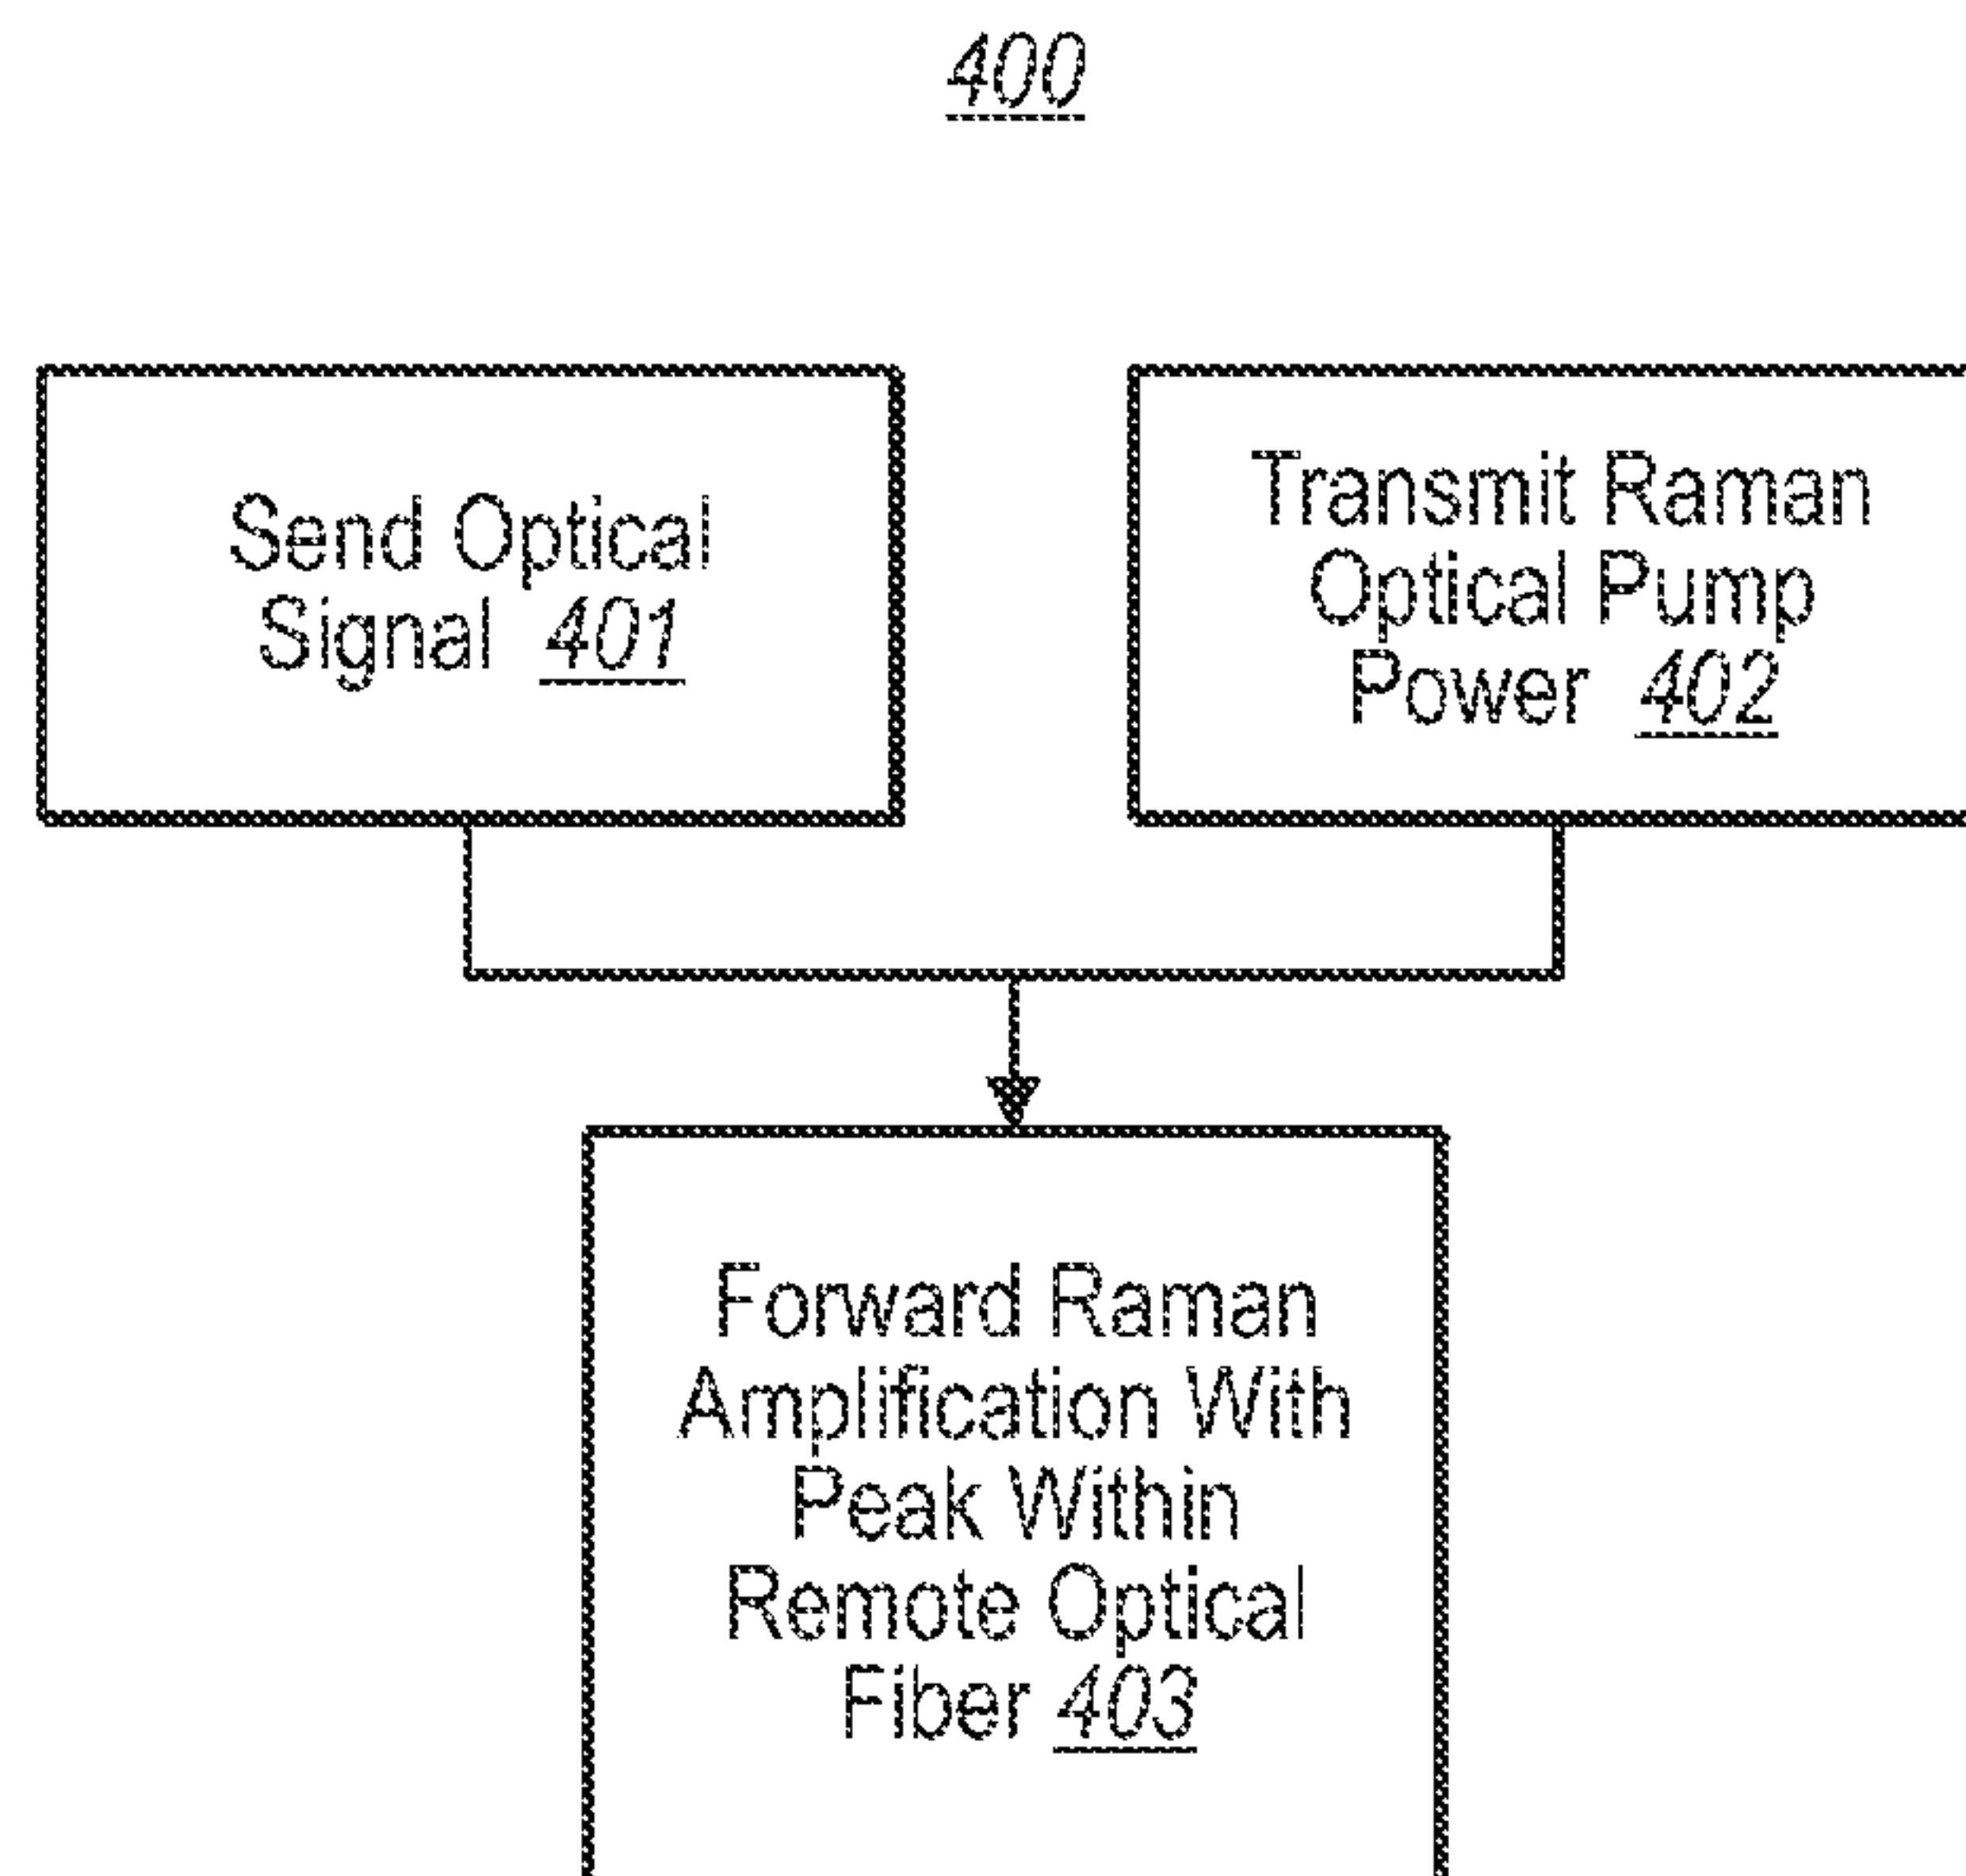 400
Send Optical
Signal 401
Transmit Raman
Optical Pump
Power 402
Forward Raman
Amplification With
Peak Within
Remote Optical
Fiber 403